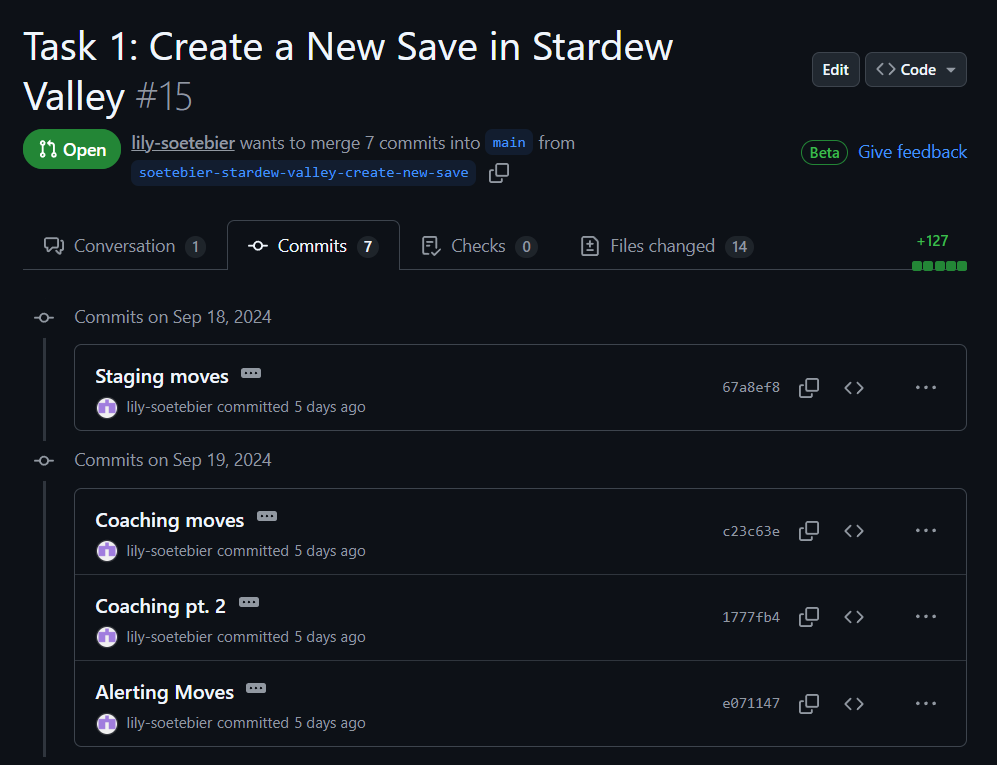 Task 1: Create a New Save in Stardew
Valley #15
Edit
Code
Open
lily-soetebier wants to merge 7 commits into main from
soetebier-stardew-valley-create-new-save
Beta Give feedback
Conversation 1
Commits 7
Checks 0
Files changed 14
+127
Commits on Sep 18, 2024
Staging moves
lily-soetebier committed 5 days ago
67a8ef8
Commits on Sep 19, 2024
Coaching moves
lily-soetebier committed 5 days ago
c23c63e
Coaching pt. 2
lily-soetebier committed 5 days ago
1777fb4
Alerting Moves
lily-soetebier committed 5 days ago
e071147